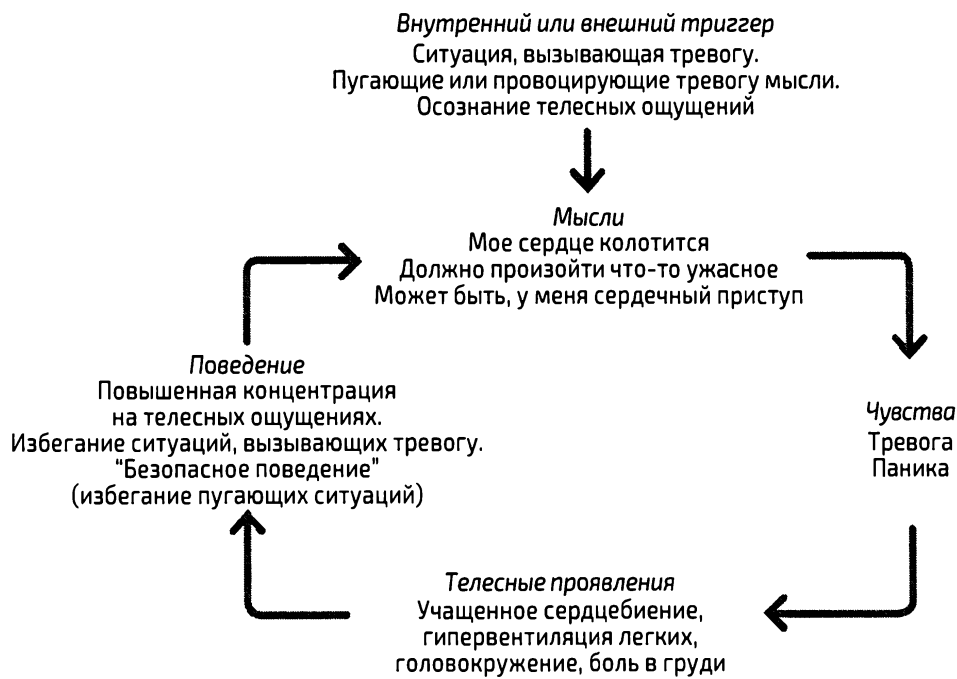 Внутренний или внешний триггер
Ситуация, вызывающая тревогу.
Пугающие или провоцирующие тревогу мысли.
Осознание телесных ощущений
Мысли
Мое сердце колотится
Должно произойти что-то ужасное
Может быть, у меня сердечный приступ
Поведение
Повышенная концентрация
на телесных ощущениях.
Избегание ситуаций, вызывающих тревогу.
“Безопасное поведение”
(избегание пугающих ситуаций)
Чувства
Тревога
Паника
Телесные проявления
Учащенное сердцебиение,
гипервентиляция легких,
головокружение, боль в груди